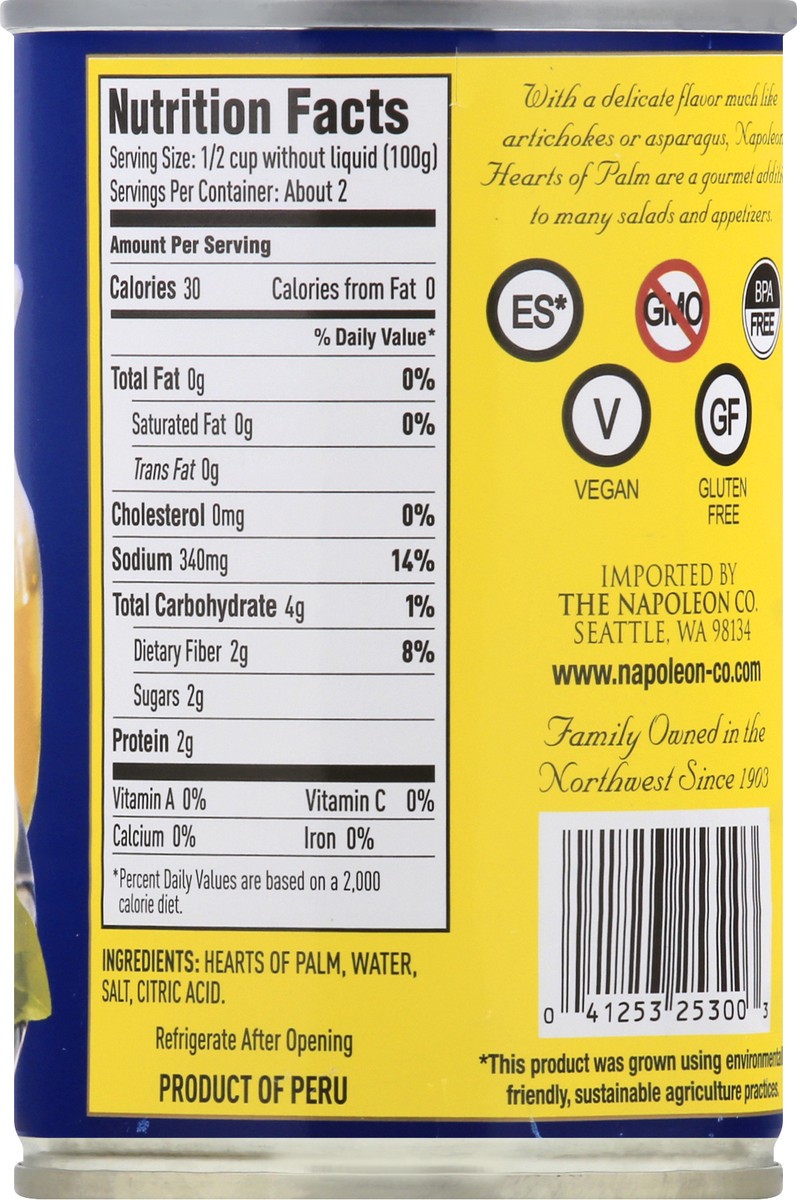 Nutrition Facts
Serving Size: 1/2 cup without liquid (100g)
Servings Per Container: About 2
Amount Per Serving
Calories 30 Calories from Fat 0
% Daily Value*
Total Fat 0g 0%
Saturated Fat 0g 0%
Trans Fat 0g
Cholesterol 0mg 0%
Sodium 340mg 14%
Total Carbohydrate 4g 1%
Dietary Fiber 2g 8%
Sugars 2g
Protein 2g
Vitamin A 0% Vitamin C 0%
Calcium 0% Iron 0%
*Percent Daily Values are based on a 2,000
calorie diet.
INGREDIENTS: HEARTS OF PALM, WATER,
SALT, CITRIC ACID.
Refrigerate After Opening
PRODUCT OF PERU
With a delicate flavor much like
artichokes or asparagus, Napoleon
Hearts of Palm are a gourmet
to many salads and appetizers.
ES*
GMO
BPA
FREE
V
VEGAN
GF
GLUTEN
FREE
IMPORTED BY
THE NAPOLEON CO.
SEATTLE, WA 98134
www.napoleon-co.com
Family Owned in the
Northwest Since 1903
0 41253 25300 3
*This product was grown using
friendly, sustainable agriculture practices.